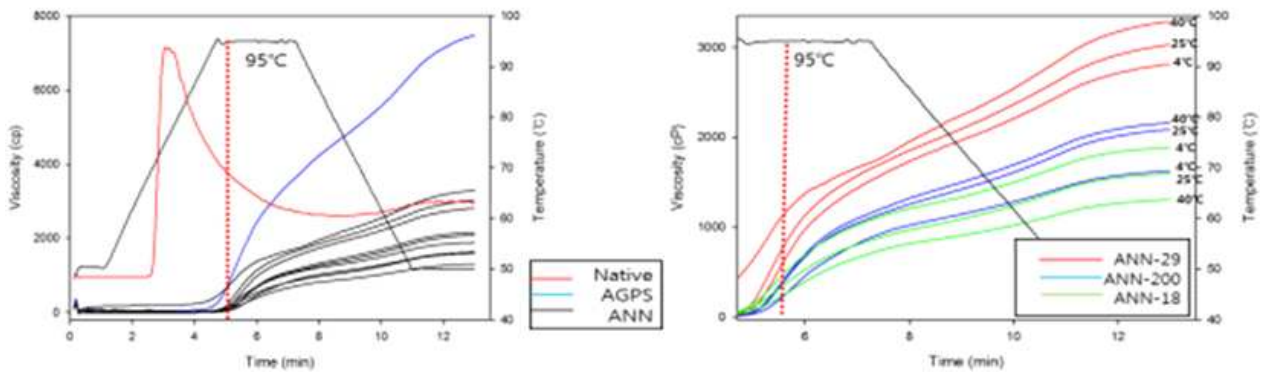 8000
6000
4000
2000
0
Viscosity (cp)
100
90
80
70
60
50
40
Temperature (℃)
95℃
0 2 4 6 8 10 12
Time (min)
Native
AGPS
ANN
3000
2000
1000
0
Viscosity (cP)
100
90
80
70
60
50
40
Temperature (℃)
95℃
40℃
25℃
4℃
40℃
25℃
4℃
4℃
25℃
40℃
6 8 10 12
Time (min)
ANN-29
ANN-200
ANN-18